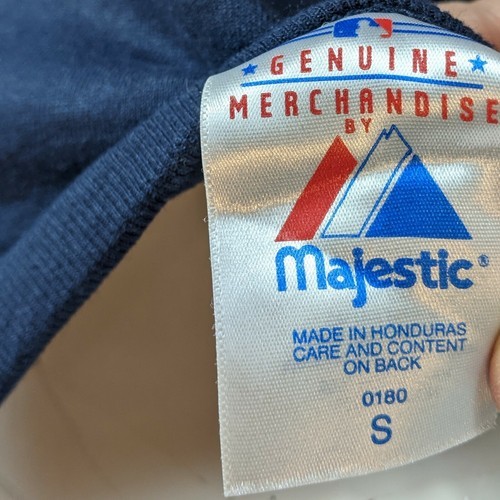 GENUINE
MERCHANDISE
BY
Majestic®
MADE IN HONDURAS
CARE AND CONTENT
ON BACK
0180
S